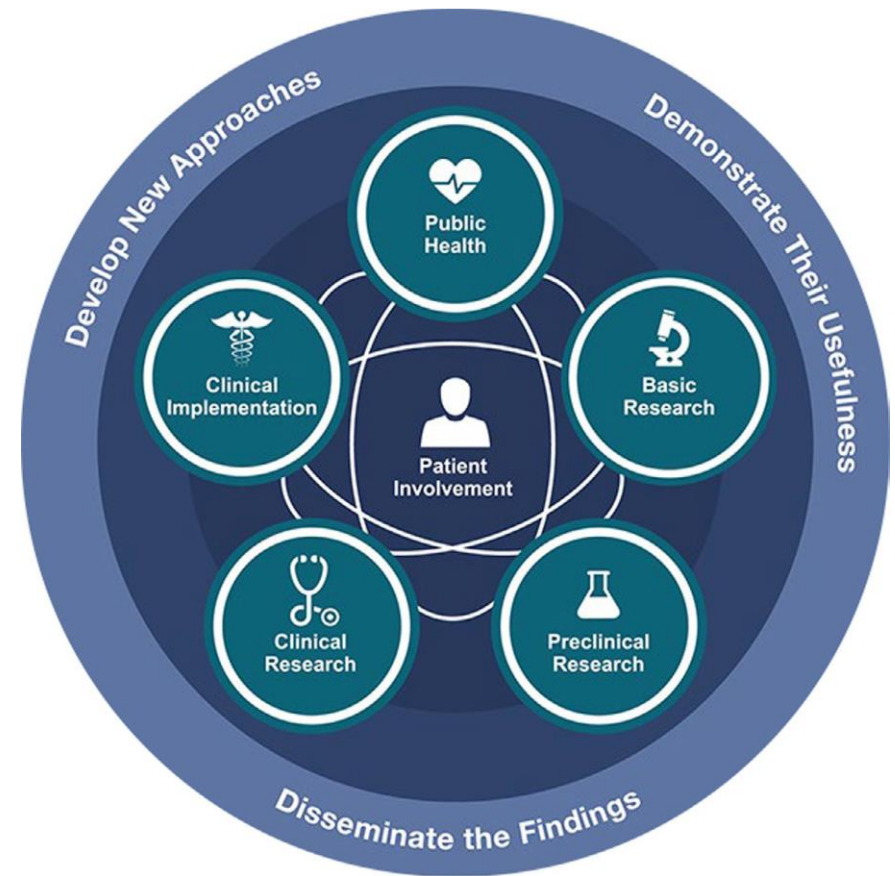 Develop New Approaches
Demonstrate Their Usefulness
Public
Health
Clinical
Implementation
Basic
Research
Patient
Involvement
Clinical
Research
Preclinical
Research
Disseminate the Findings